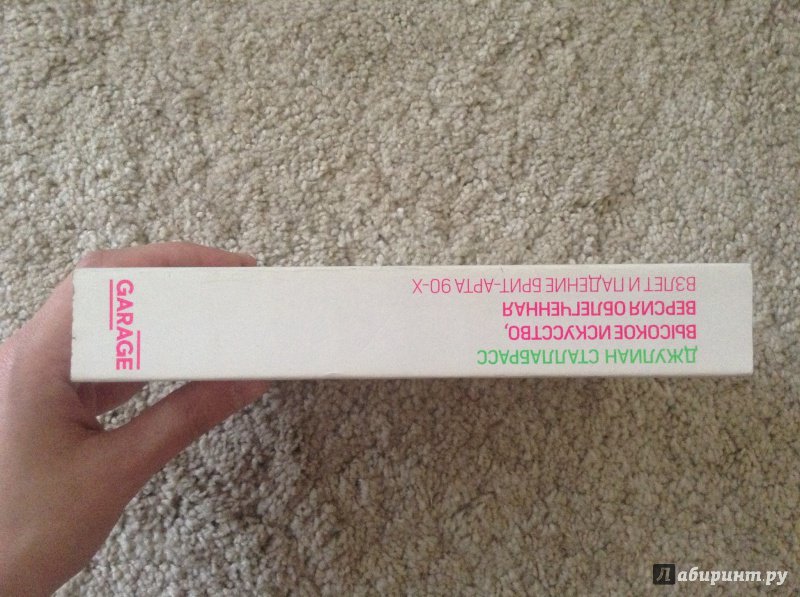 ДЖУЛИАН СТАЛЛАБРАСС
ВЫСОКОЕ ИСКУССТВО,
ВЕРСИЯ ОБЛЕГЧЕННАЯ
ВЗЛЕТ И ПАДЕНИЕ БРИТ-АРТА 90-Х
GARAGE
Лабиринт.ру